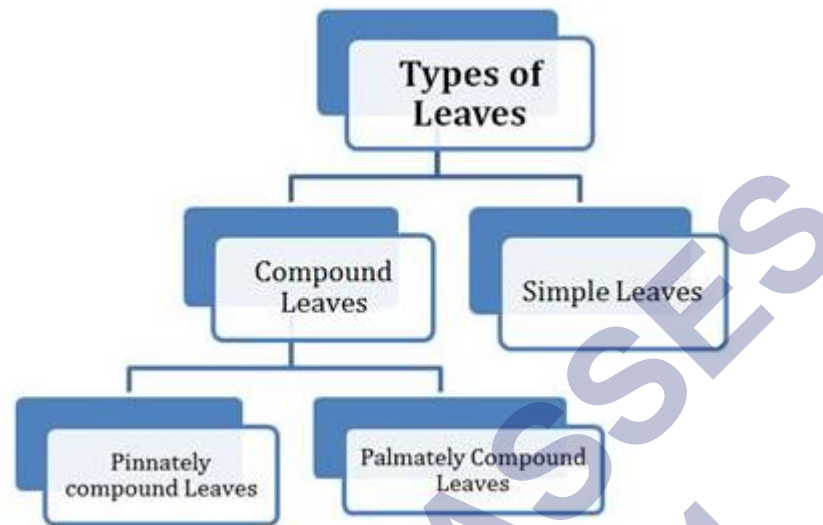 Types of
Leaves
Compound
Leaves
Simple Leaves
Pinnately
compound Leaves
Palmately Compound
Leaves